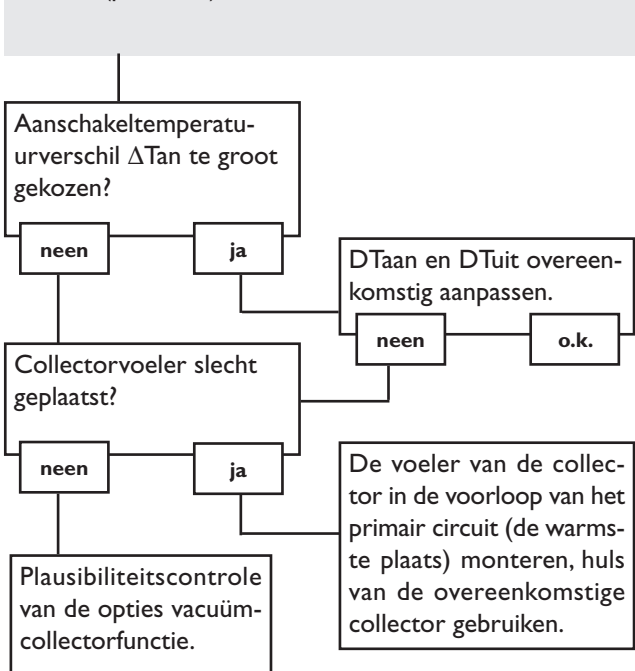 Aanschakeltemperatu-
urverschil ΔTan te groot
gekozen?
neen
ja
DTaan en DTuit overeen-
komstig aanpassen.
neen
o.k.
Collectorvoeler slecht
geplaatst?
neen
ja
De voeler van de collec-
tor in de voorloop van het
primair circuit (de warms-
te plaats) monteren, huls
van de overeenkomstige
collector gebruiken.
Plausibiliteitscontrole
van de opties vacuüm-
collectorfunctie.